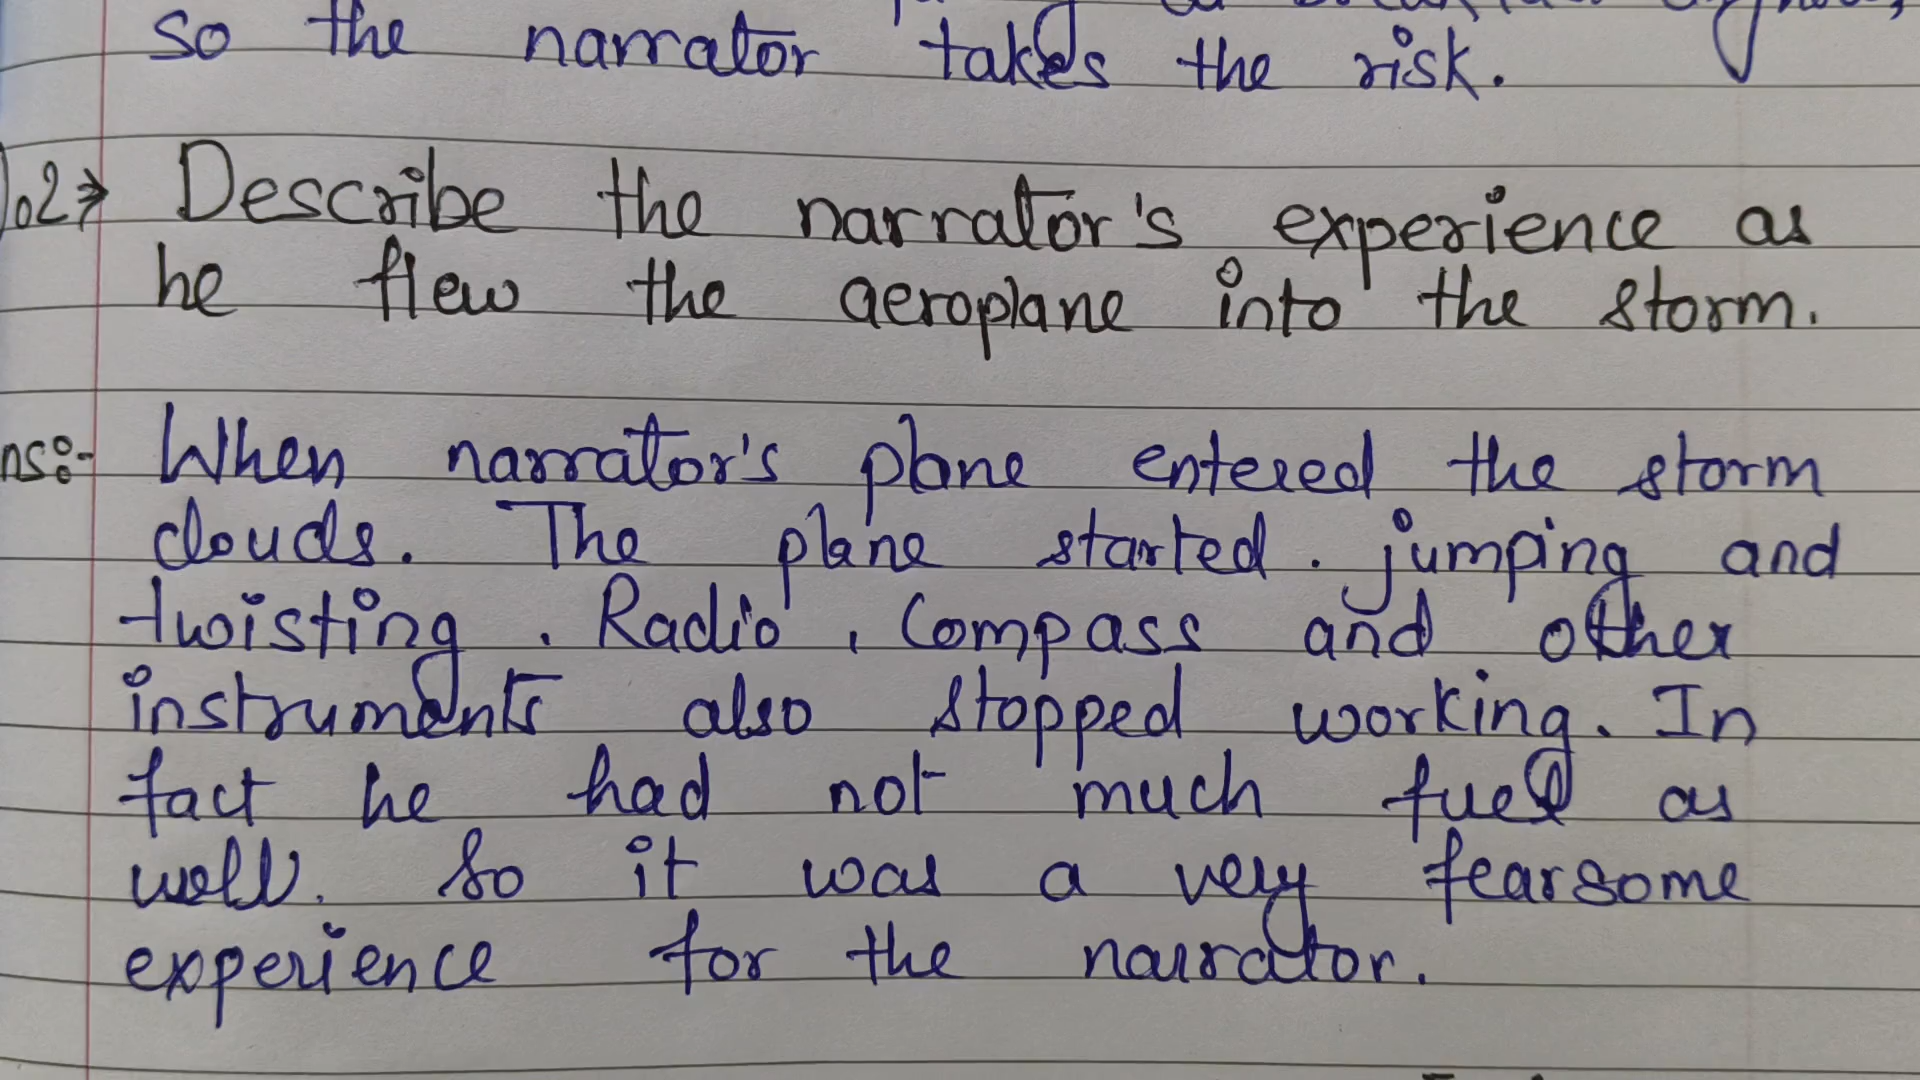 so the narrator takes the risk.
.02⇒ Describe the narrator's experience as
he flew the aeroplane into the storm.
ns:- When narrator's plane entered the storm
clouds. The plane started. jumping and
twisting. Radio, Compass and other
instruments also stopped working. In
fact he had not much fuel as
well. So it was a very fearsome
experience for the narrator.